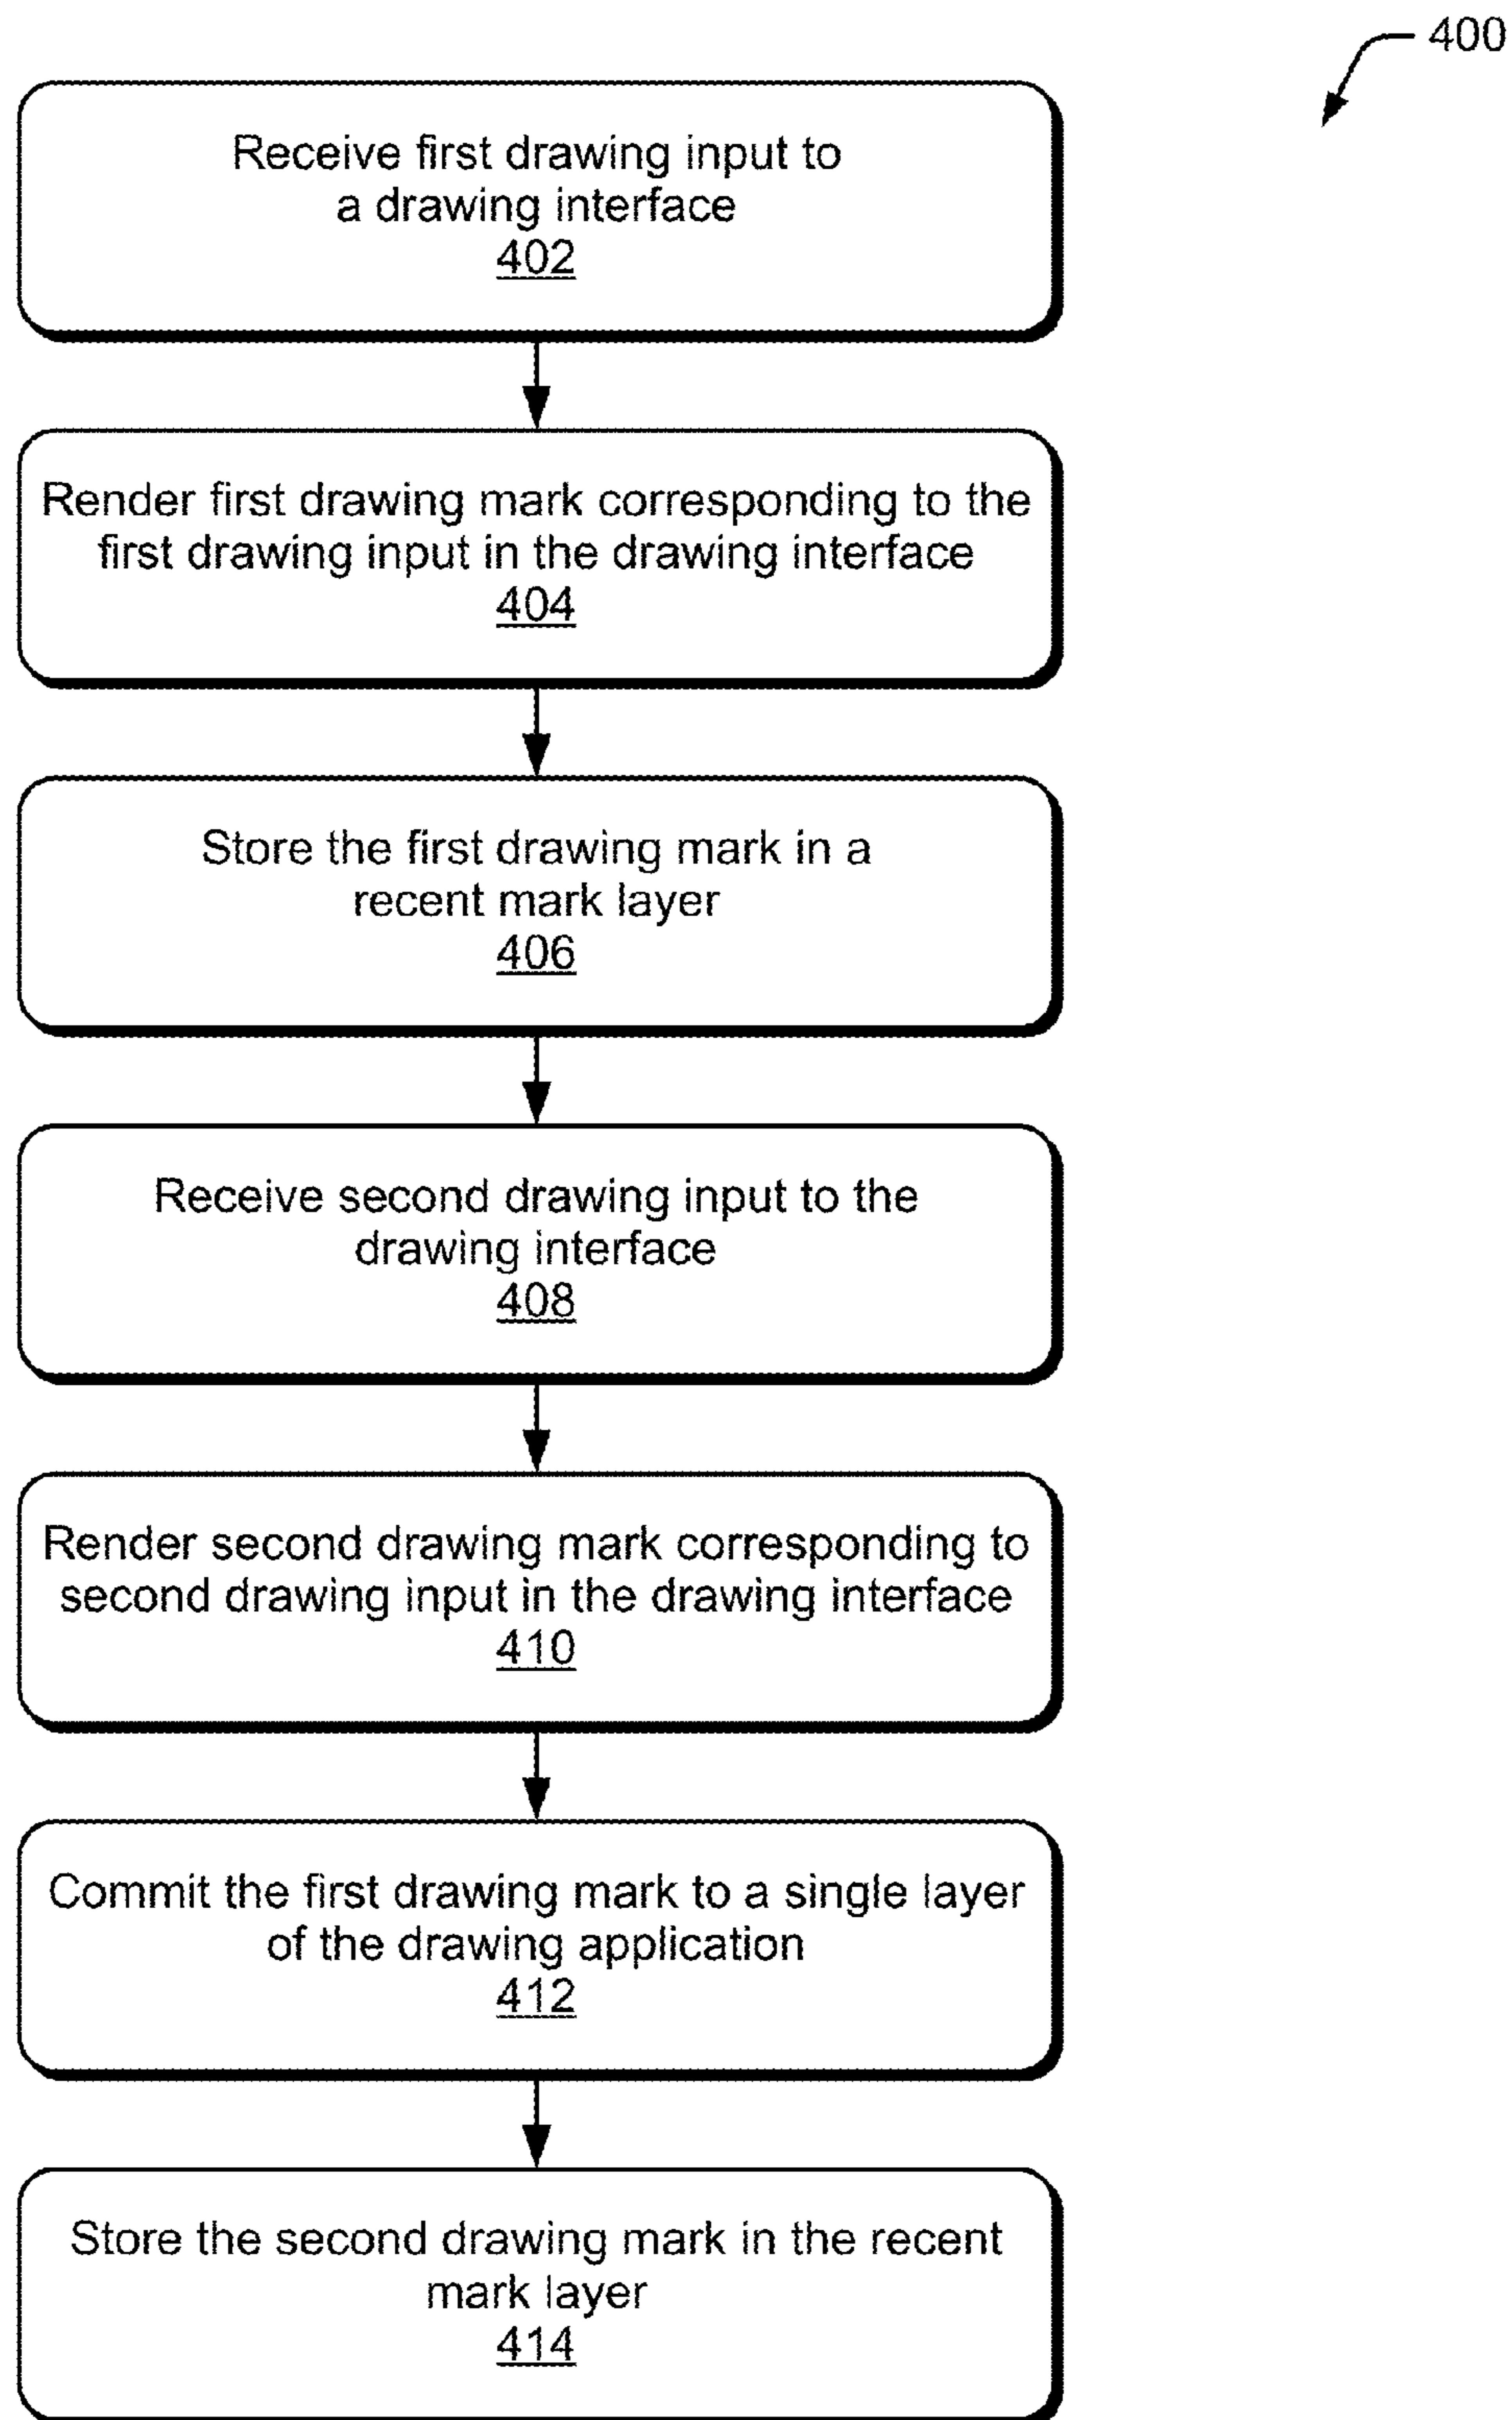 400
Receive first drawing input to
a drawing interface
402
Render first drawing mark corresponding to the
first drawing input in the drawing interface
404
Store the first drawing mark in a
recent mark layer
406
Receive second drawing input to the
drawing interface
408
Render second drawing mark corresponding to
second drawing input in the drawing interface
410
Commit the first drawing mark to a single layer
of the drawing application
412
Store the second drawing mark in the recent
mark layer
414